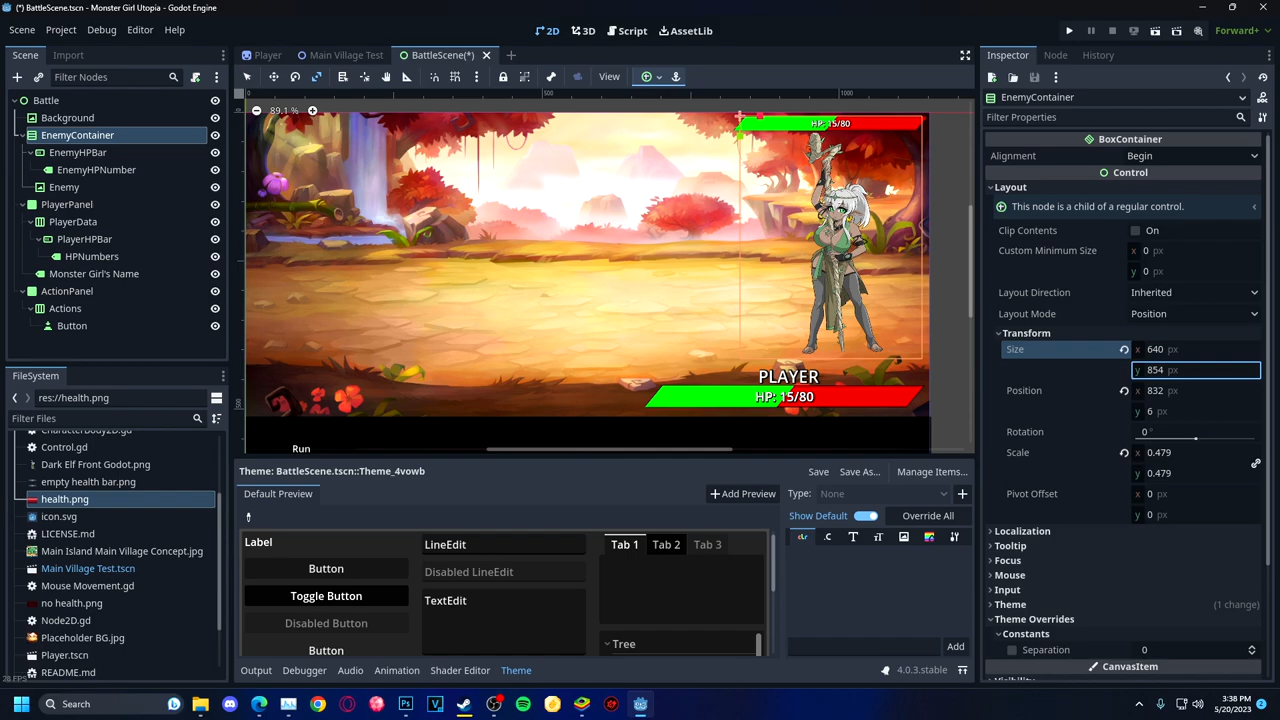 (*) BattleScene.tscn - Monster Girl Utopia - Godot Engine
Scene Project Debug Editor Help
2D 3D Script AssetLib
Forward+
Scene Import
Player Main Village Test BattleScene(*)
Inspector Node History
Filter Nodes
View
EnemyContainer
Filter Properties
Battle
Background
EnemyContainer
EnemyHPBar
EnemyHPNumber
Enemy
PlayerPanel
PlayerData
PlayerHPBar
HPNumbers
Monster Girl's Name
ActionPanel
Actions
Button
0 500 1000
89.1 %
HP: 15/80
PLAYER
HP: 15/80
Run
BoxContainer
Alignment Begin
Control
Layout
This node is a child of a regular control.
Clip Contents On
Custom Minimum Size x 0 px
y 0 px
Layout Direction Inherited
Layout Mode Position
Transform
Size x 640 px
y 854 px
Position x 832 px
y 6 px
Rotation 0 °
Scale x 0.479
y 0.479
Pivot Offset x 0 px
y 0 px
Localization
Tooltip
Focus
Mouse
Input
Theme (1 change)
Theme Overrides
Constants
Separation 0
CanvasItem
FileSystem
res://health.png
Filter Files
CharacterBody2D.gd
Control.gd
Dark Elf Front Godot.png
empty health bar.png
health.png
icon.svg
LICENSE.md
Main Island Main Village Concept.jpg
Main Village Test.tscn
Mouse Movement.gd
no health.png
Node2D.gd
Placeholder BG.jpg
Player.tscn
README.md
Theme: BattleScene.tscn::Theme_4vowb
Save Save As... Manage Items...
Default Preview
Add Preview
Type: None
Show Default Override All
Label
Button
Toggle Button
Disabled Button
Button
LineEdit
Disabled LineEdit
TextEdit
Tab 1 Tab 2 Tab 3
Tree
Add
Output Debugger Audio Animation Shader Editor Theme
4.0.3.stable
Search
3:38 PM
5/20/2023